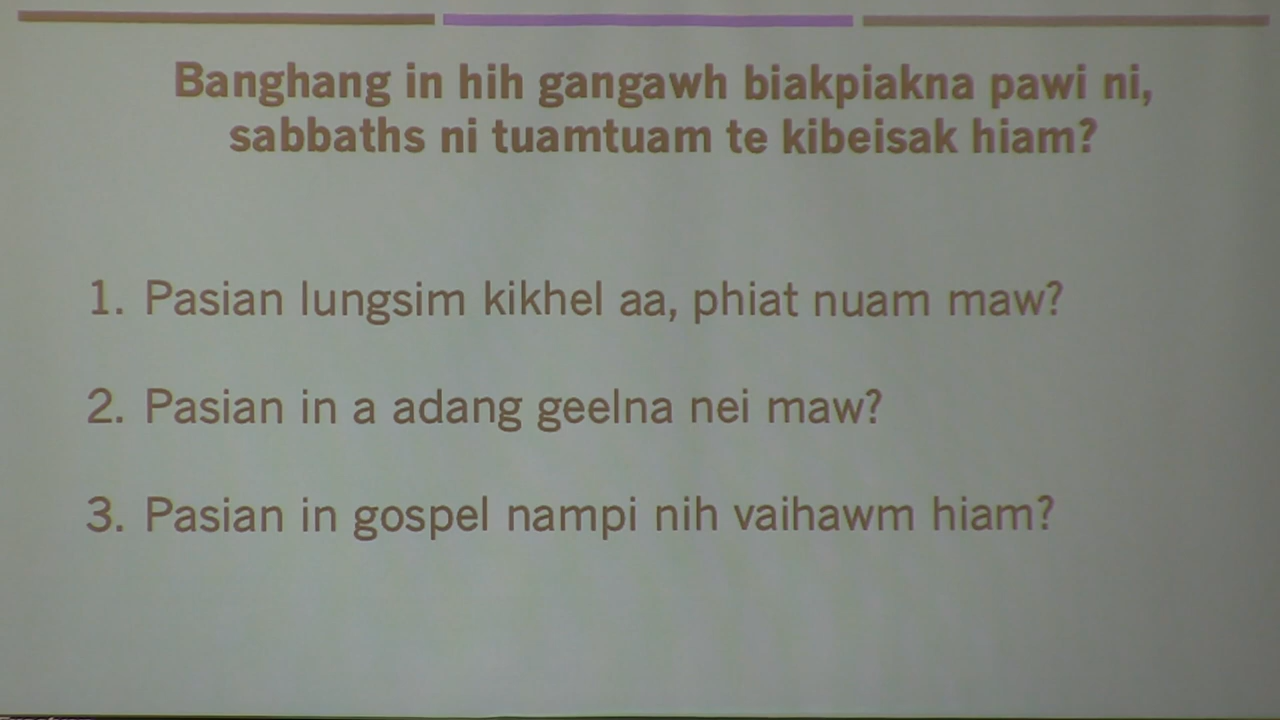 Banghang in hih gangawh biakpiakna pawi ni,
sabbaths ni tuamtuam te kibeisak hiam?
1. Pasian lungsim kikhel aa, phiat nuam maw?
2. Pasian in a adang geelna nei maw?
3. Pasian in gospel nampi nih vaihawm hiam?